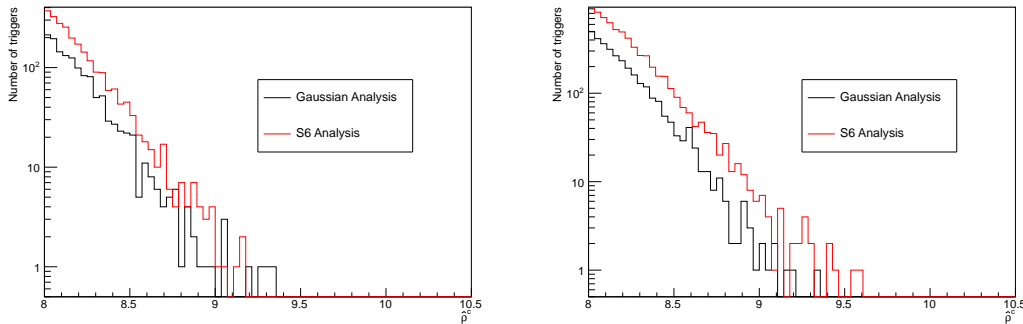 Number of triggers
10²
10
1
Gaussian Analysis
S6 Analysis
8 8.5 9 9.5 10 10.5
Number of triggers
10²
10
1
Gaussian Analysis
S6 Analysis
8 8.5 9 9.5 10 10.5